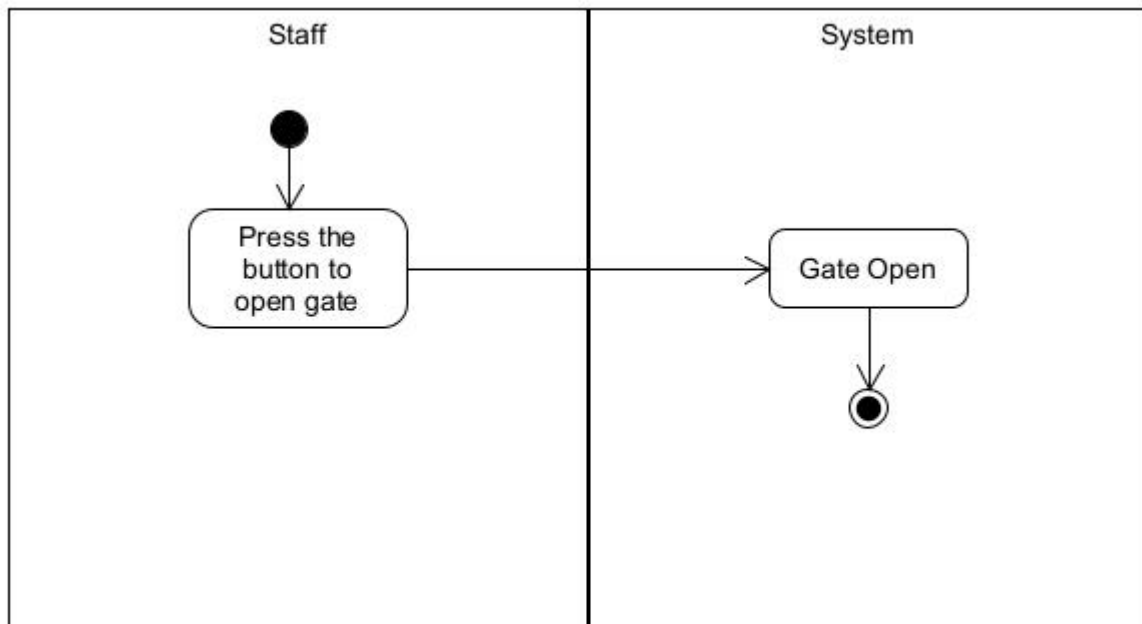 Staff
System
Press the
button to
open gate
Gate Open